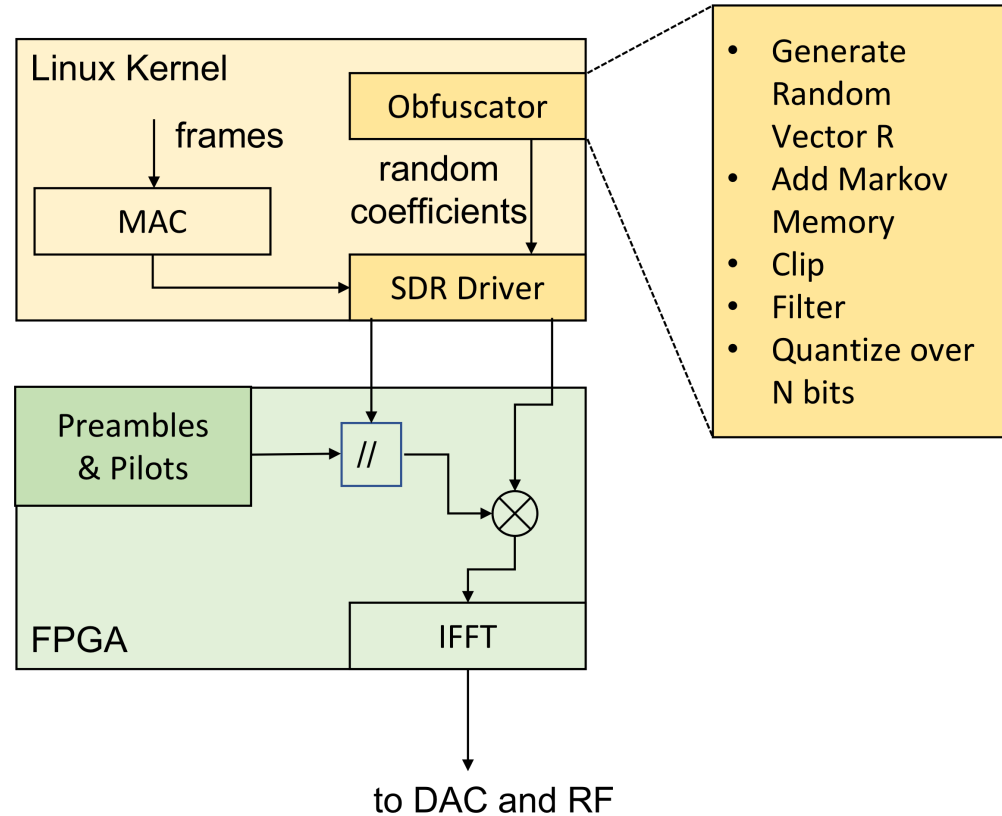 Linux Kernel
Obfuscator
frames
random
coefficients
MAC
SDR Driver
Preambles
& Pilots
//
IFFT
FPGA
to DAC and RF
• Generate
Random
Vector R
• Add Markov
Memory
• Clip
• Filter
• Quantize over
N bits